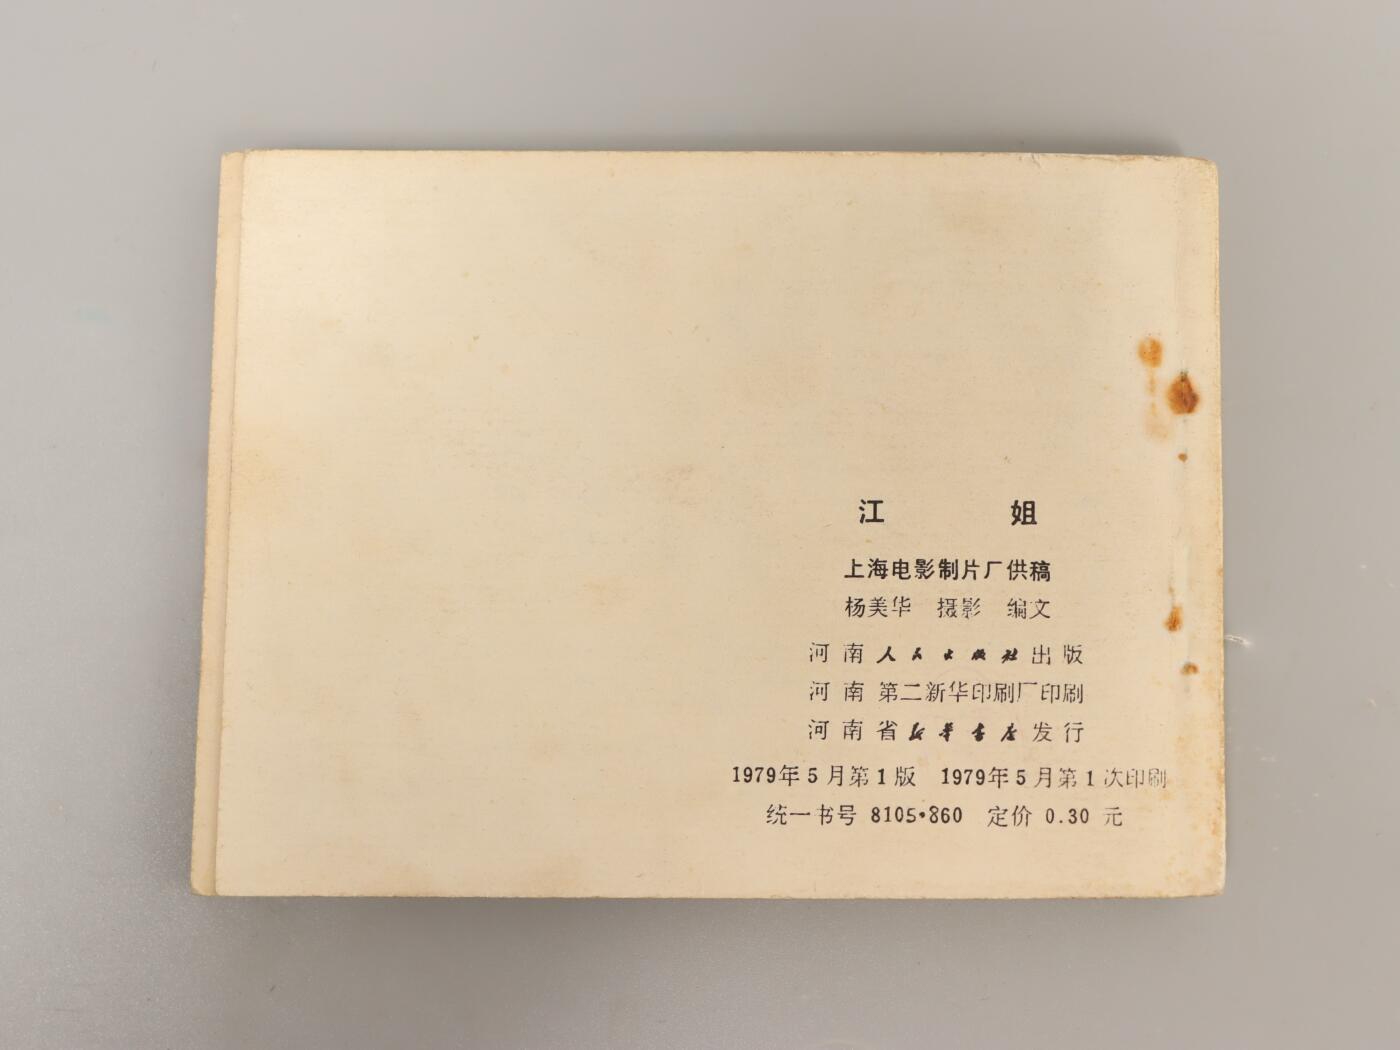 江 姐
上海电影制片厂供稿
杨美华 摄影 编文
河南人民出版社出版
河南第二新华印刷厂印刷
河南省新华书店发行
1979年5月第1版 1979年5月第1次印刷
统一书号 8105·860 定价 0.30 元